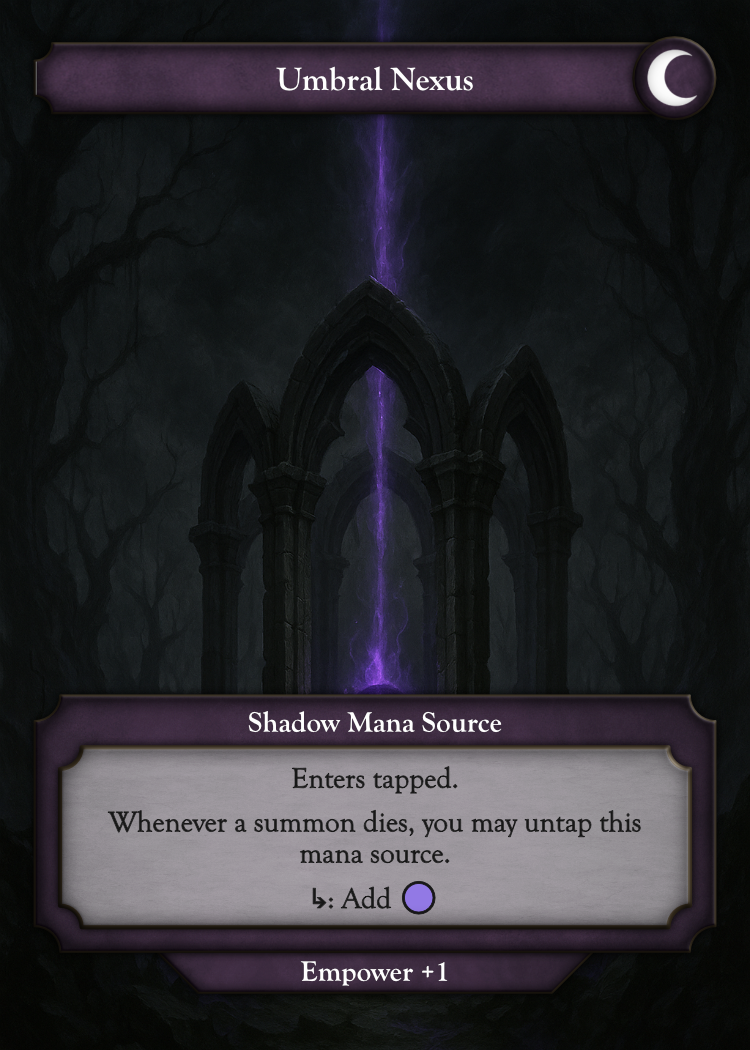 Umbral Nexus
Shadow Mana Source
Enters tapped.
Whenever a summon dies, you may untap this
mana source.
↳: Add
Empower +1